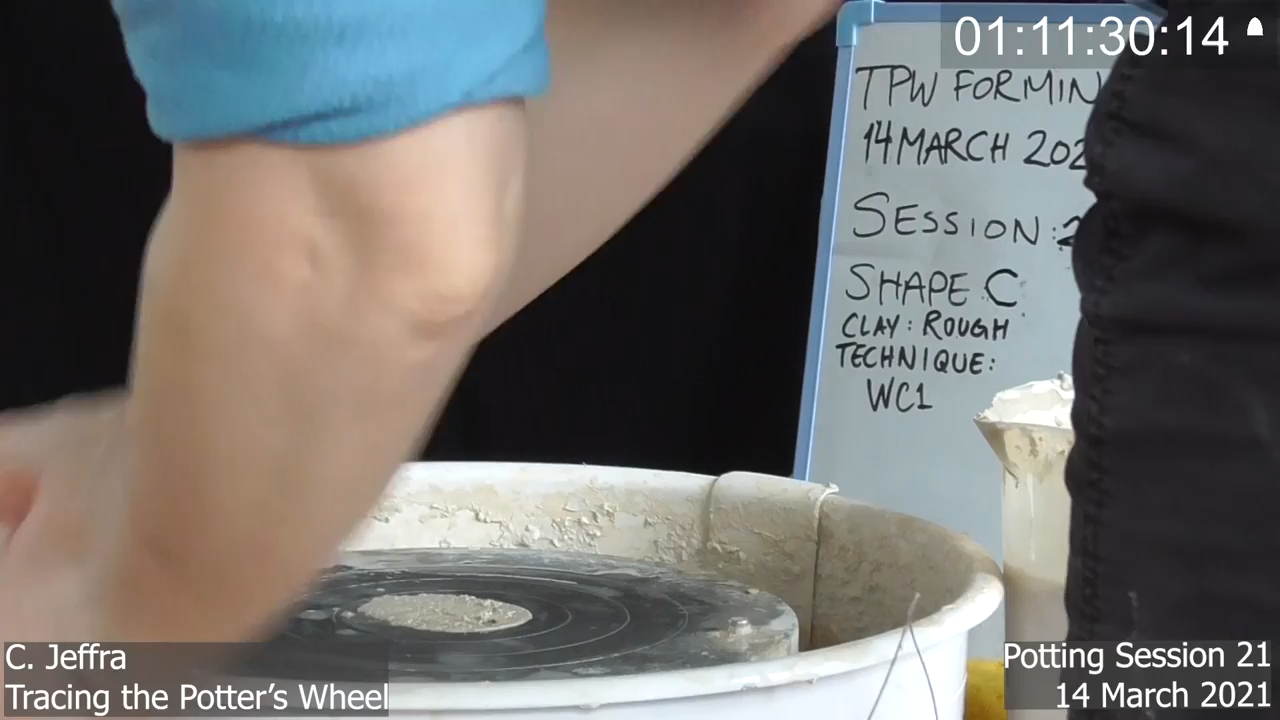 01:11:30:14
TPW FORMIN
14 MARCH 202
SESSION: 2
SHAPE C
CLAY: ROUGH
TECHNIQUE:
WC1
C. Jeffra
Tracing the Potter's Wheel
Potting Session 21
14 March 2021